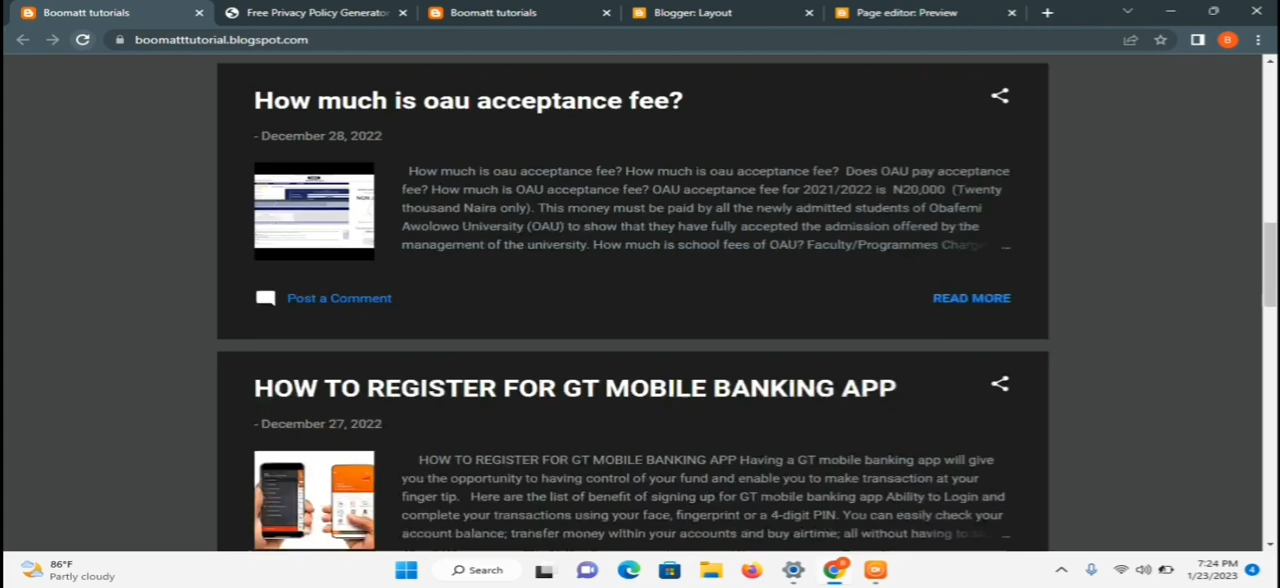 Boomatt tutorials
Free Privacy Policy Generator
Boomatt tutorials
Blogger: Layout
Page editor: Preview
boomatttutorial.blogspot.com
How much is oau acceptance fee?
- December 28, 2022
How much is oau acceptance fee? How much is oau acceptance fee? Does OAU pay acceptance
fee? How much is OAU acceptance fee? OAU acceptance fee for 2021/2022 is N20,000 (Twenty
thousand Naira only). This money must be paid by all the newly admitted students of Obafemi
Awolowo University (OAU) to show that they have fully accepted the admission offered by the
management of the university. How much is school fees of OAU? Faculty/Programmes Charge ...
Post a Comment
READ MORE
HOW TO REGISTER FOR GT MOBILE BANKING APP
- December 27, 2022
HOW TO REGISTER FOR GT MOBILE BANKING APP Having a GT mobile banking app will give
you the opportunity to having control of your fund and enable you to make transaction at your
finger tip. Here are the list of benefit of signing up for GT mobile banking app Ability to Login and
complete your transactions using your face, fingerprint or a 4-digit PIN. You can easily check your
account balance; transfer money within your accounts and buy airtime; all without having to ...
86°F
Partly cloudy
Search
7:24 PM
1/23/2023
4
B